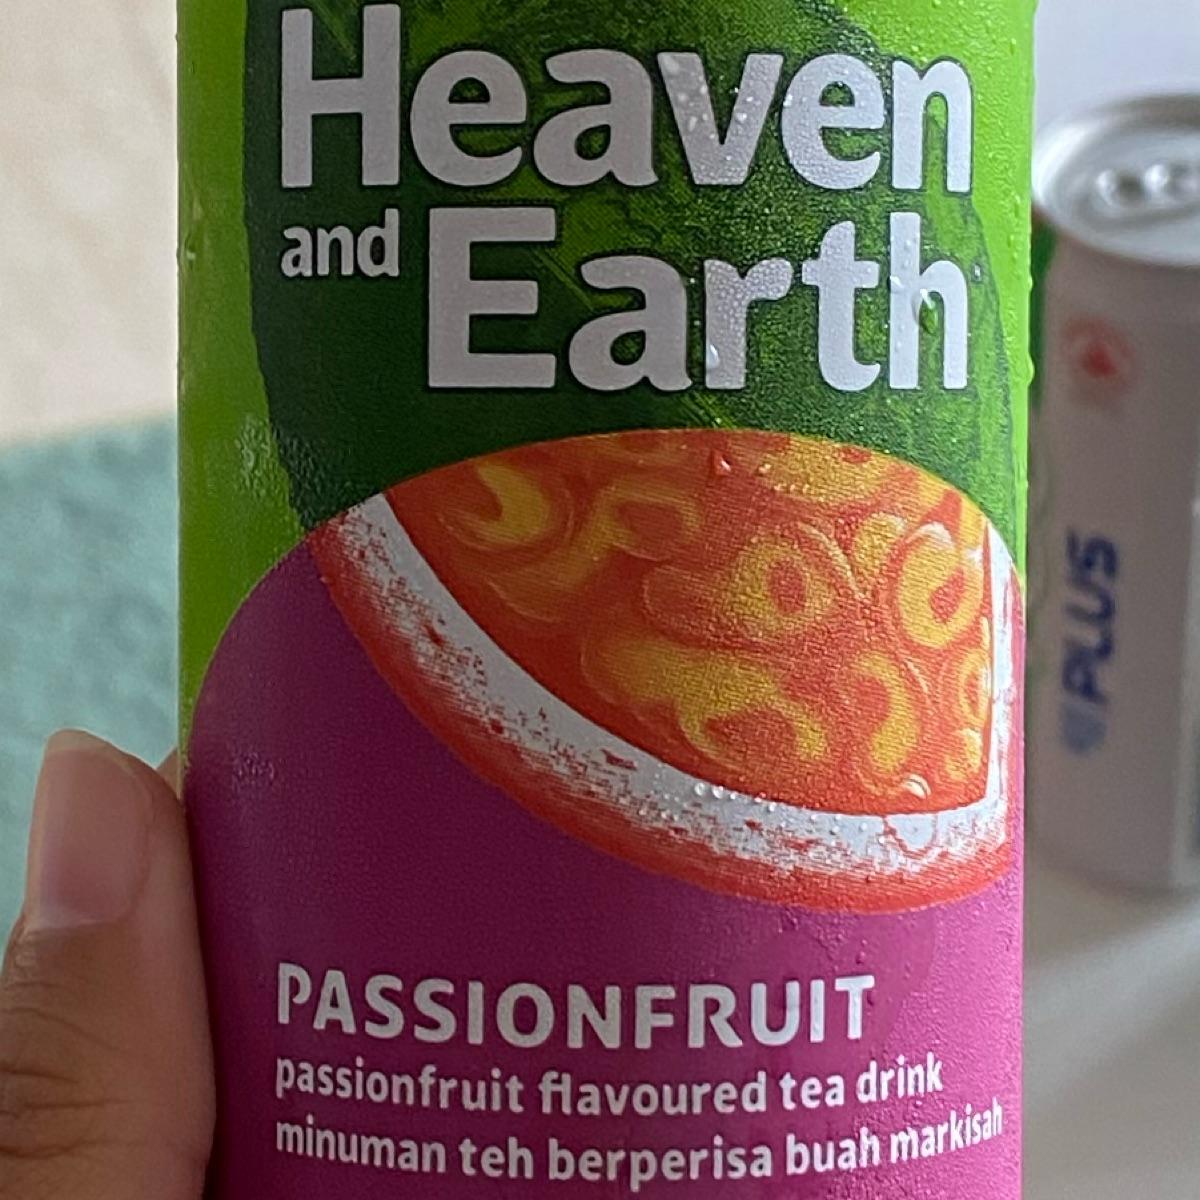 Heaven
and Earth
PASSIONFRUIT
passionfruit flavoured tea drink
minuman teh berperisa buah markisah
PLUS